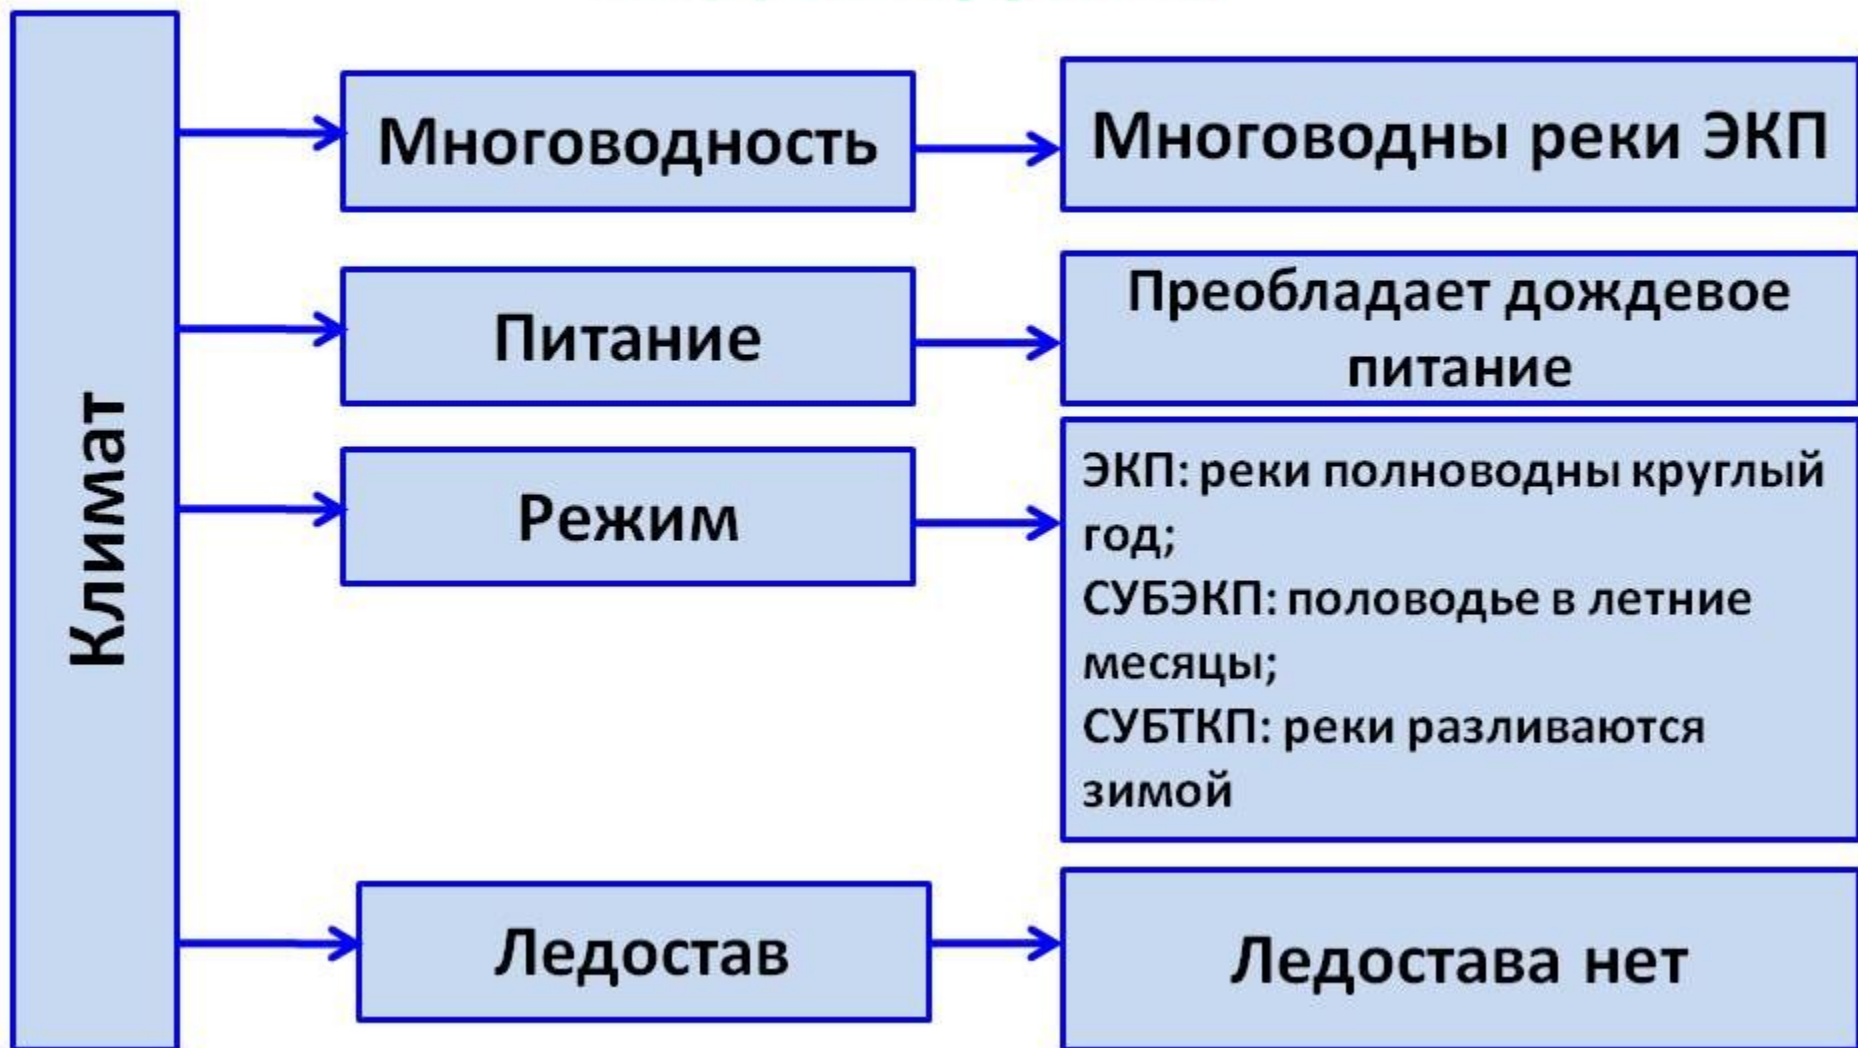 Климат
Многоводность
Многоводны реки ЭКП
Питание
Преобладает дождевое
питание
Режим
ЭКП: реки полноводны круглый
год;
СУБЭКП: половодье в летние
месяцы;
СУБТКП: реки разливаются
зимой
Ледостав
Ледостава нет